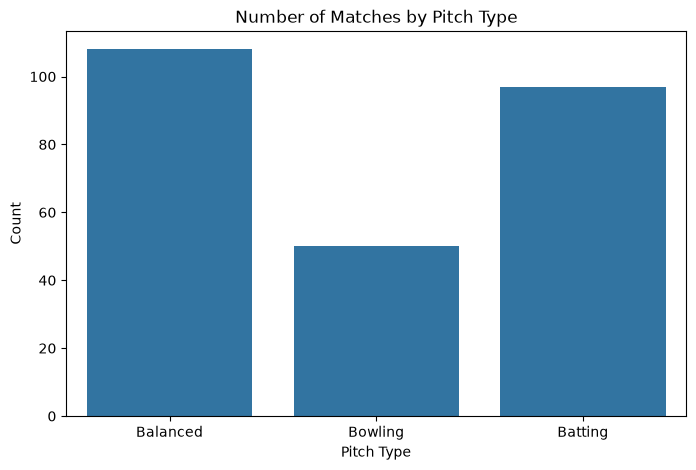 Number of Matches by Pitch Type
Count
100
80
60
40
20
0
Balanced
Bowling
Batting
Pitch Type